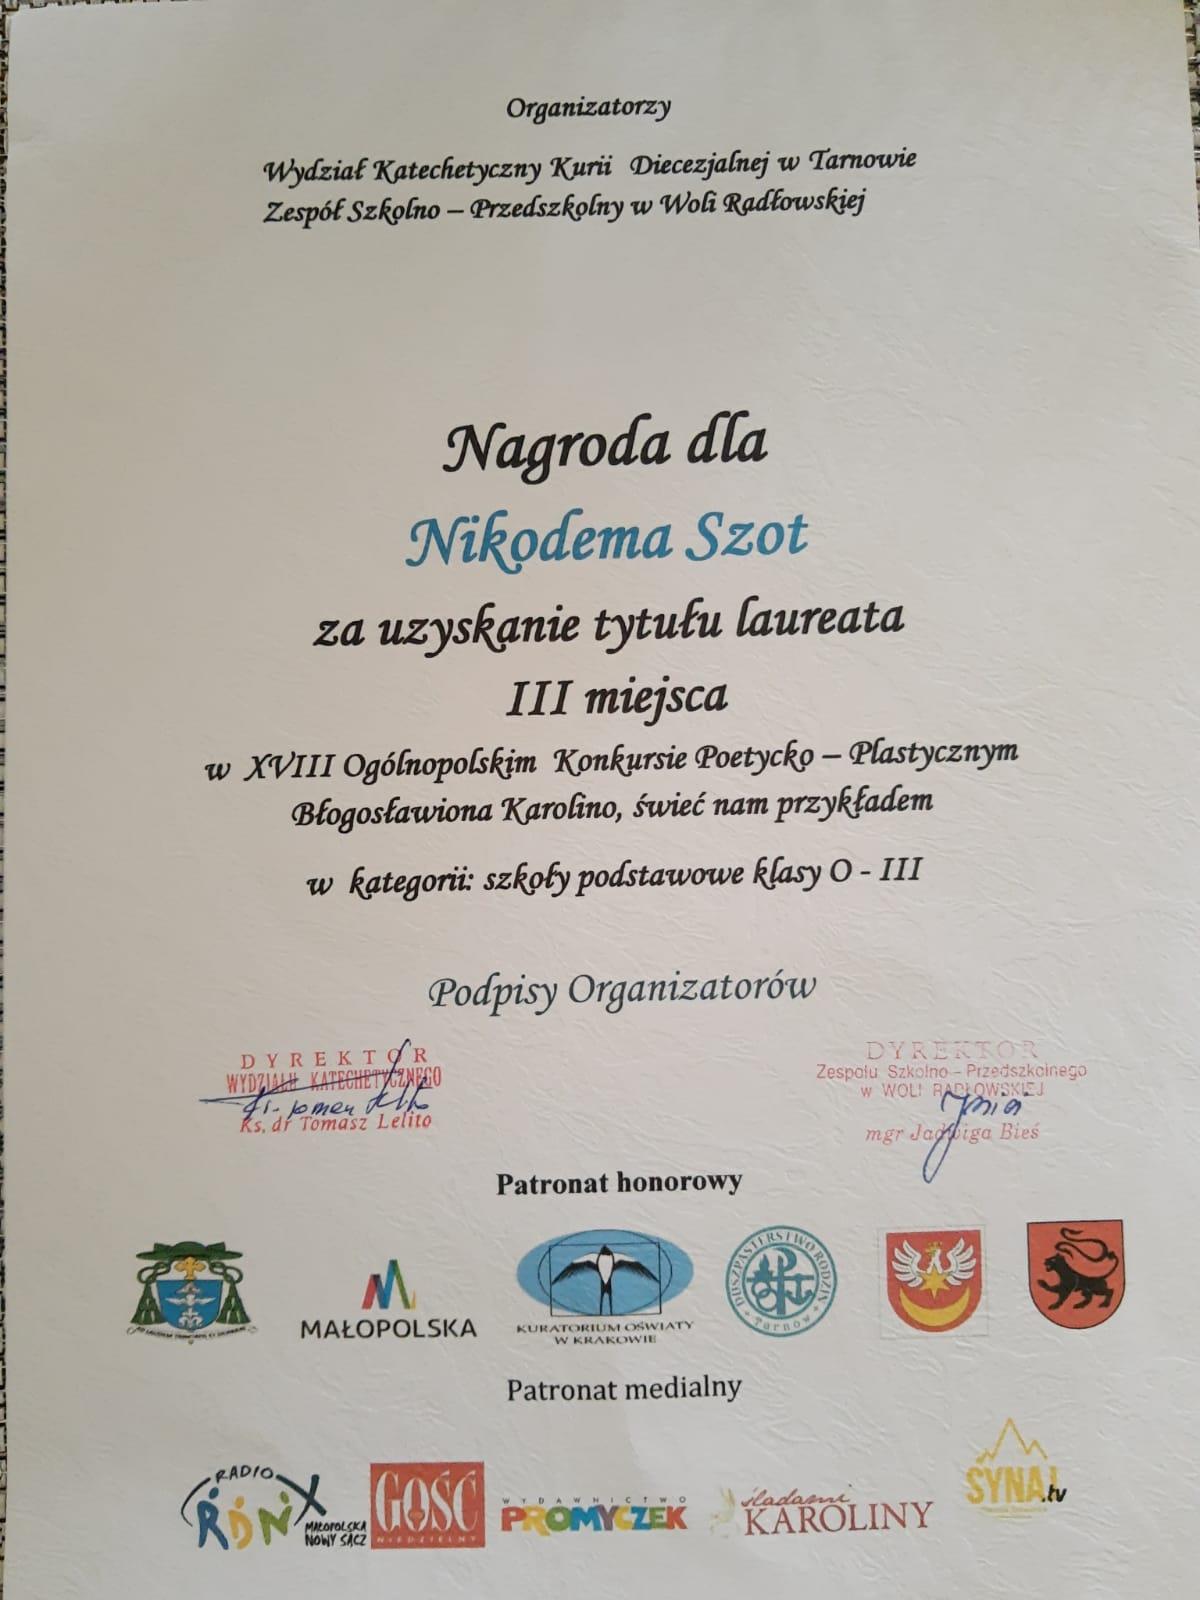 Organizatorzy
Wydział Katechetyczny Kurii Diecezjalnej w Tarnowie
Zespół Szkolno – Przedszkolny w Woli Radłowskiej
Nagroda dla
Nikodema Szot
za uzyskanie tytułu laureata
III miejsca
w XVIII Ogólnopolskim Konkursie Poetycko – Plastycznym
Błogosławiona Karolino, świeć nam przykładem
w kategorii: szkoły podstawowe klasy O - III
Podpisy Organizatorów
DYREKTOR
WYDZIAŁU KATECHETYCZNEGO
Ks. dr Tomasz Lelito
DYREKTOR
Zespołu Szkolno - Przedszkolnego
w WOLI RADŁOWSKIEJ
mgr Jadwiga Bieś
Patronat honorowy
MAŁOPOLSKA
KURATORIUM OŚWIATY
W KRAKOWIE
DUSZPASTERSTWO RODZIN
Tarnów
Patronat medialny
RADIO
RDN
MAŁOPOLSKA
NOWY SĄCZ
GOŚĆ
NIEDZIELNY
WYDAWNICTWO
PROMYCZEK
śladami
KAROLINY
SYNAJ.tv